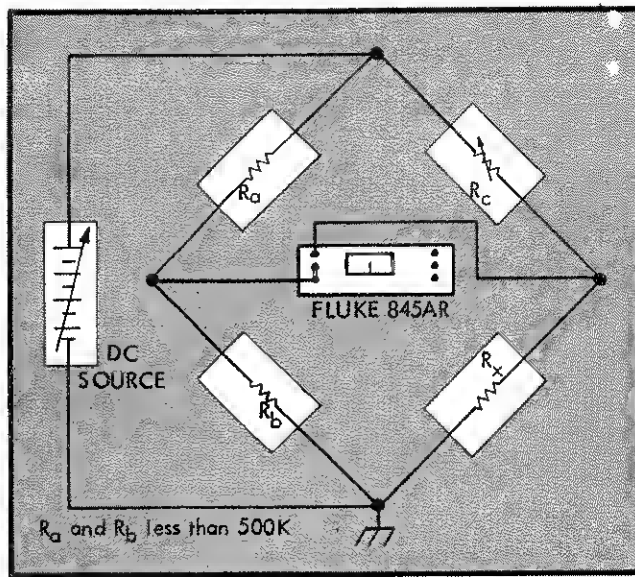 Ra
Rc
FLUKE 845AR
DC
SOURCE
Rb
Rx
Ra and Rb less than 500K